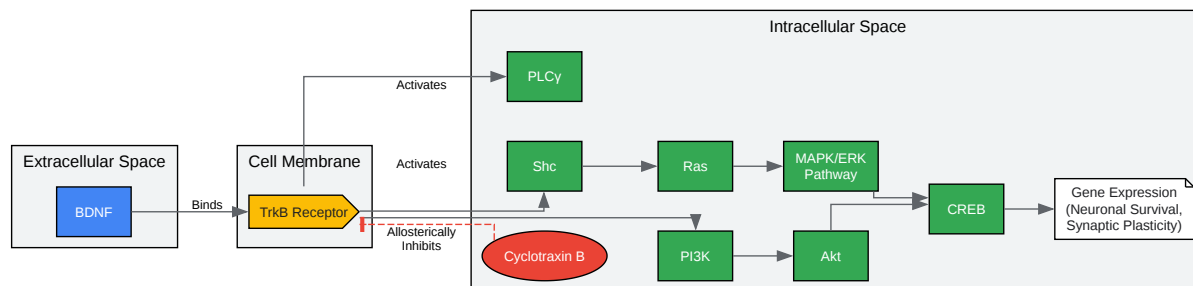 Intracellular Space
PLCγ
Activates
Extracellular Space
Cell Membrane
Activates
Shc
Ras
MAPK/ERK
Pathway
BDNF
Binds
TrkB Receptor
Allosterically
Inhibits
Cyclotraxin B
PI3K
Akt
CREB
Gene Expression
(Neuronal Survival,
Synaptic Plasticity)